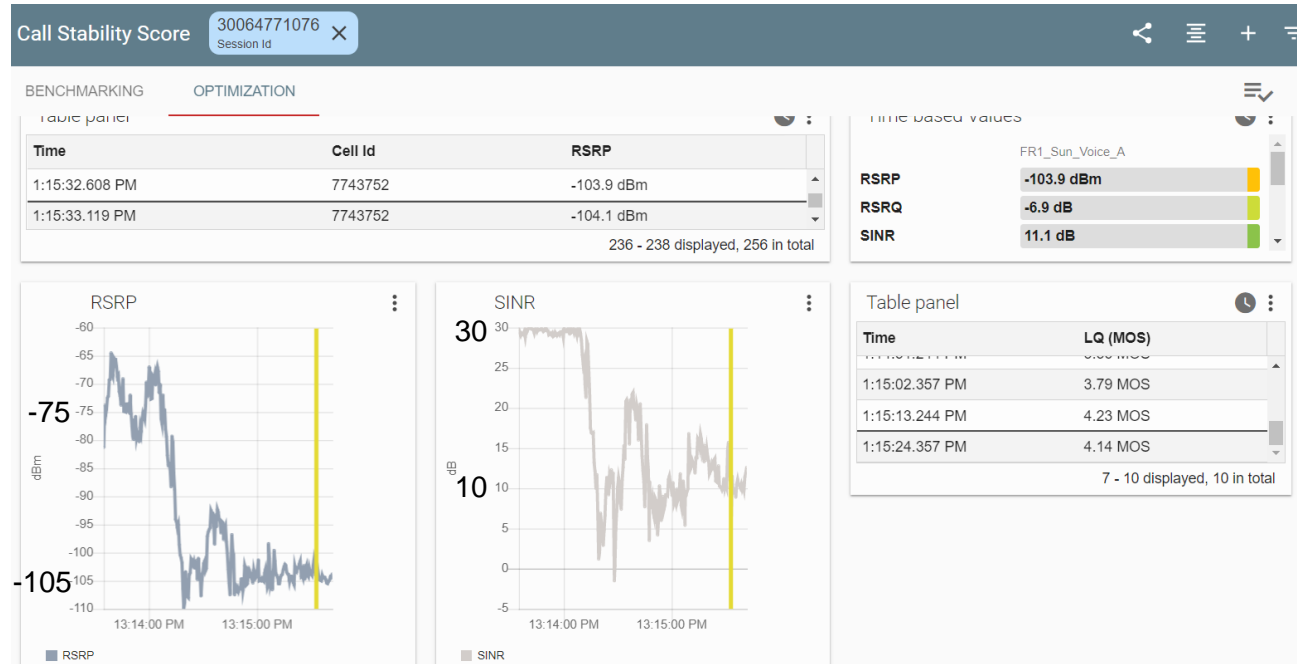 Call Stability Score
30064771076
Session Id
BENCHMARKING
OPTIMIZATION
Table panel
Time Cell Id RSRP
1:15:32.608 PM 7743752 -103.9 dBm
1:15:33.119 PM 7743752 -104.1 dBm
236 - 238 displayed, 256 in total
Time based values
FR1_Sun_Voice_A
RSRP -103.9 dBm
RSRQ -6.9 dB
SINR 11.1 dB
RSRP
-60
-65
-70
-75 -75
-80
-85
-90
-95
-100
-105 -105
-110
dBm
13:14:00 PM 13:15:00 PM
RSRP
SINR
30 30
25
20
15
10 10
5
0
-5
dB
13:14:00 PM 13:15:00 PM
SINR
Table panel
Time LQ (MOS)
1:15:02.357 PM 3.79 MOS
1:15:13.244 PM 4.23 MOS
1:15:24.357 PM 4.14 MOS
7 - 10 displayed, 10 in total